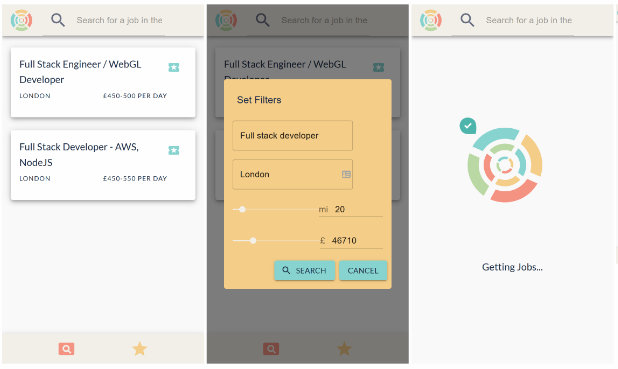 Search for a job in the
Full Stack Engineer / WebGL
Developer
LONDON £450-500 PER DAY
Full Stack Developer - AWS,
NodeJS
LONDON £450-550 PER DAY
Search for a job in the
Full Stack Engineer / WebGL
Developer
Set Filters
Full stack developer
London
mi 20
£ 46710
SEARCH CANCEL
Search for a job in the
Getting Jobs...